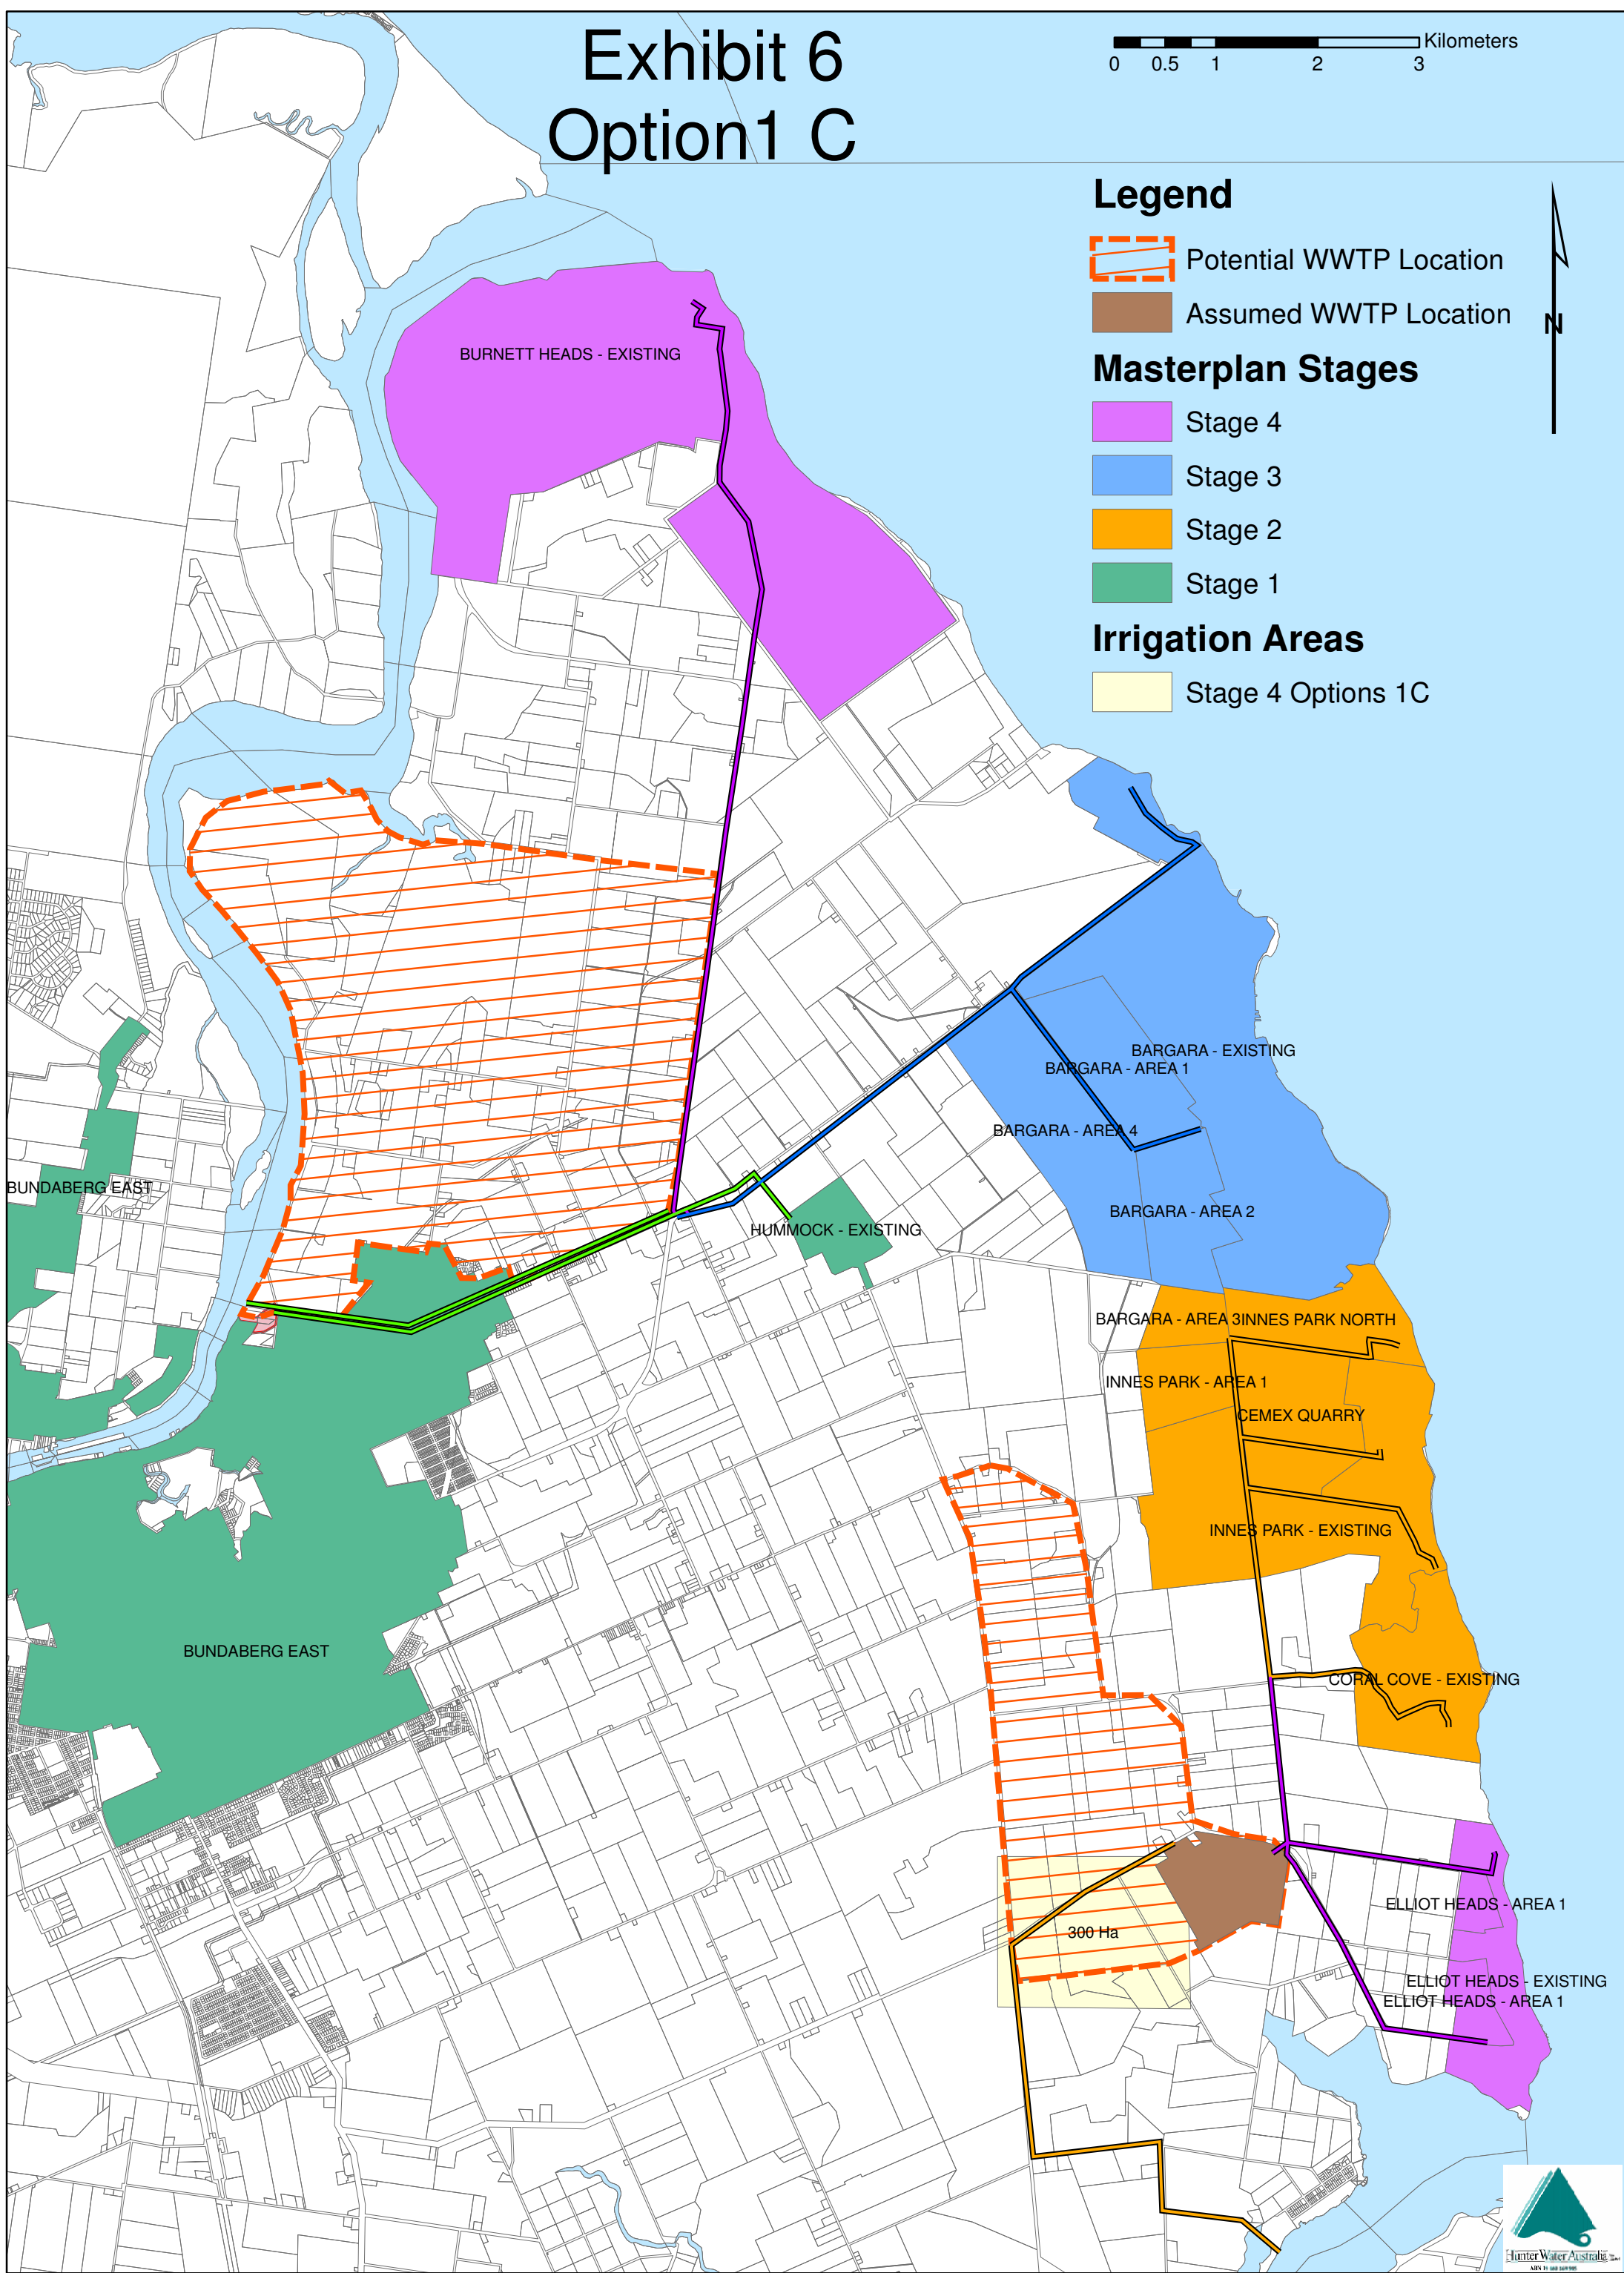 Exhibit 6
Option1 C
Kilometers
0 0.5 1 2 3
Legend
Potential WWTP Location
Assumed WWTP Location
N
Masterplan Stages
Stage 4
Stage 3
Stage 2
Stage 1
Irrigation Areas
Stage 4 Options 1C
BURNETT HEADS - EXISTING
BARGARA - EXISTING
BARGARA - AREA 1
BARGARA - AREA 4
BUNDABERG EAST
BARGARA - AREA 2
HUMMOCK - EXISTING
BARGARA - AREA 3
INNES PARK NORTH
INNES PARK - AREA 1
CEMEX QUARRY
INNES PARK - EXISTING
BUNDABERG EAST
CORAL COVE - EXISTING
ELLIOT HEADS - AREA 1
300 Ha
ELLIOT HEADS - EXISTING
ELLIOT HEADS - AREA 1
Hunter Water Australia